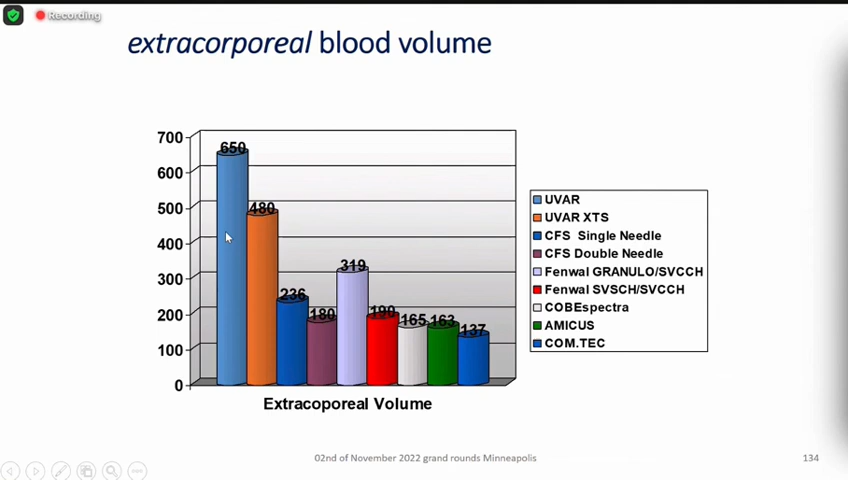 Recording
extracorporeal blood volume
700
600
500
400
300
200
100
0
650
480
236
180
319
190
165
163
137
Extracoporeal Volume
UVAR
UVAR XTS
CFS Single Needle
CFS Double Needle
Fenwal GRANULO/SVCCH
Fenwal SVSCH/SVCCH
COBEspectra
AMICUS
COM.TEC
02nd of November 2022 grand rounds Minneapolis
134